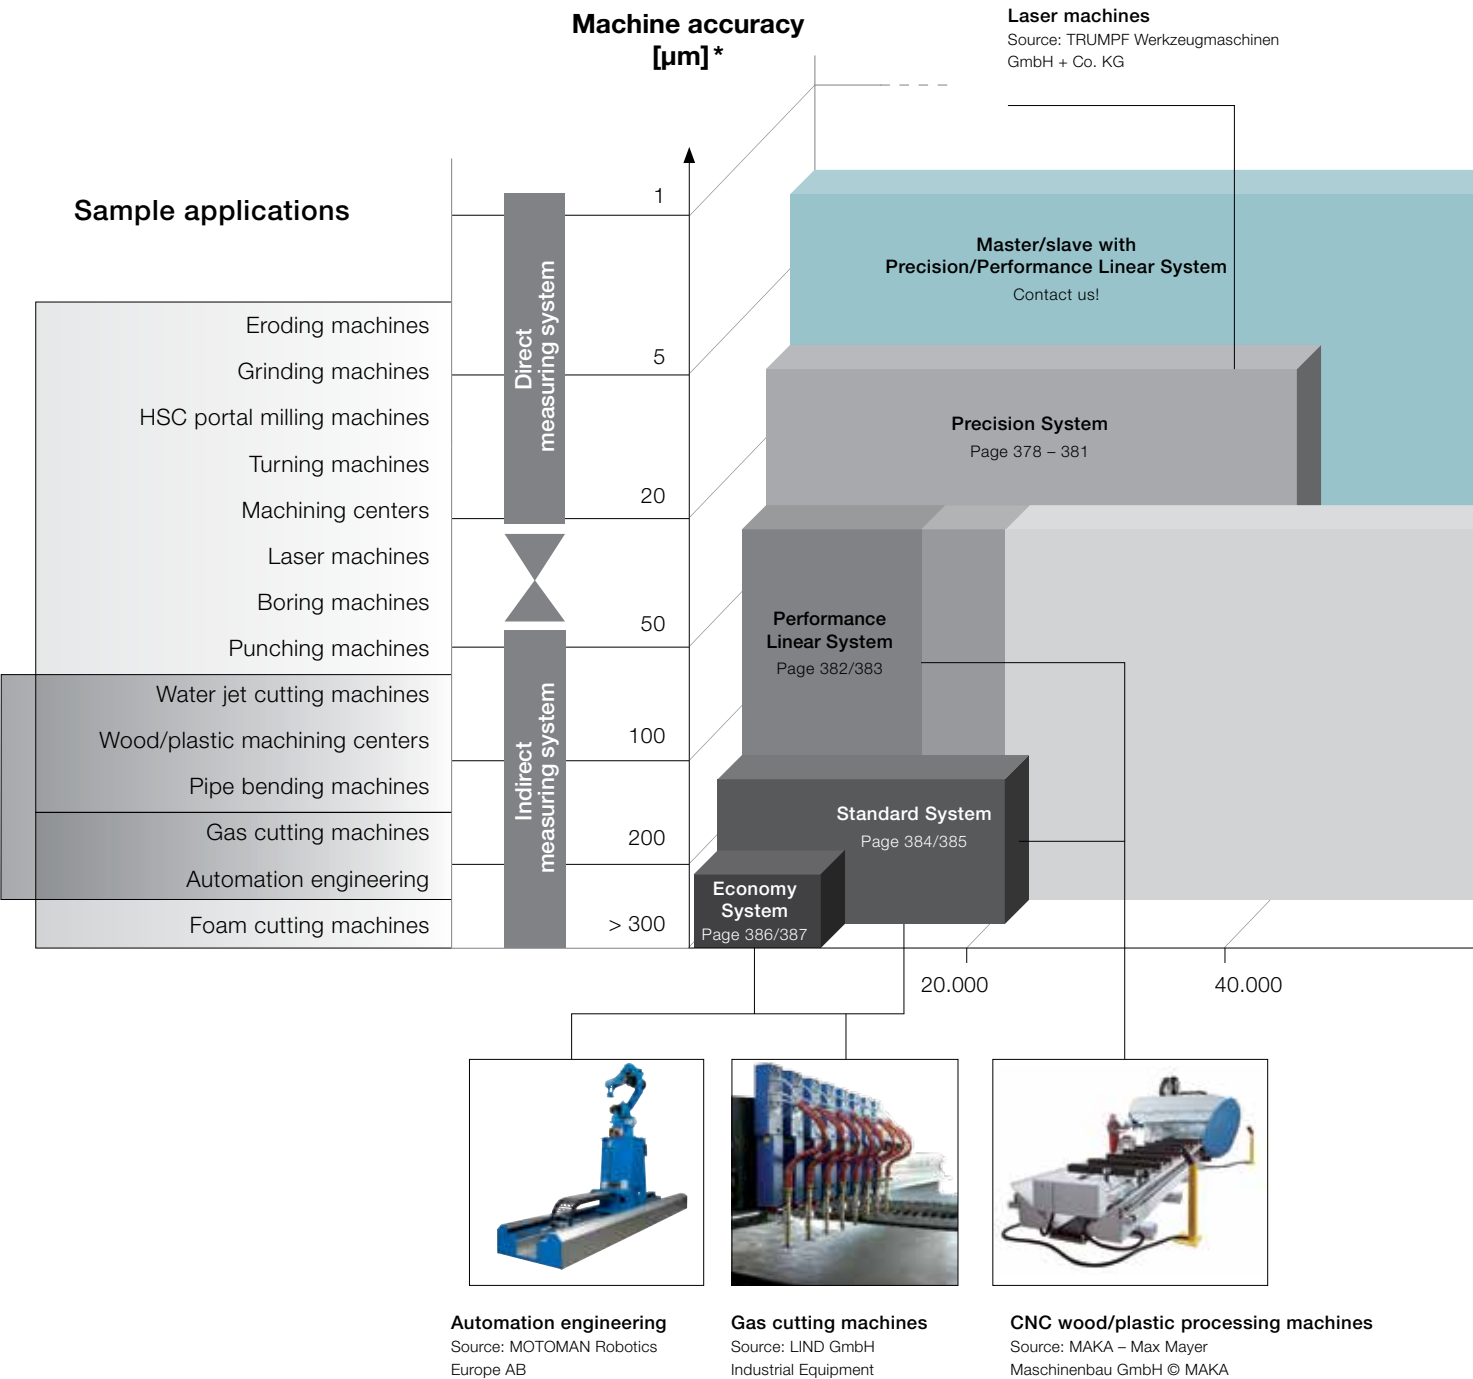 Machine accuracy
[µm] *
Laser machines
Source: TRUMPF Werkzeugmaschinen
GmbH + Co. KG
Sample applications
Eroding machines
Grinding machines
HSC portal milling machines
Turning machines
Machining centers
Laser machines
Boring machines
Punching machines
Water jet cutting machines
Wood/plastic machining centers
Pipe bending machines
Gas cutting machines
Automation engineering
Foam cutting machines
Direct
measuring system
Indirect
measuring system
1
5
20
50
100
200
> 300
Master/slave with
Precision/Performance Linear System
Contact us!
Precision System
Page 378 – 381
Performance
Linear System
Page 382/383
Standard System
Page 384/385
Economy
System
Page 386/387
20.000
40.000
Automation engineering
Source: MOTOMAN Robotics
Europe AB
Gas cutting machines
Source: LIND GmbH
Industrial Equipment
CNC wood/plastic processing machines
Source: MAKA – Max Mayer
Maschinenbau GmbH © MAKA